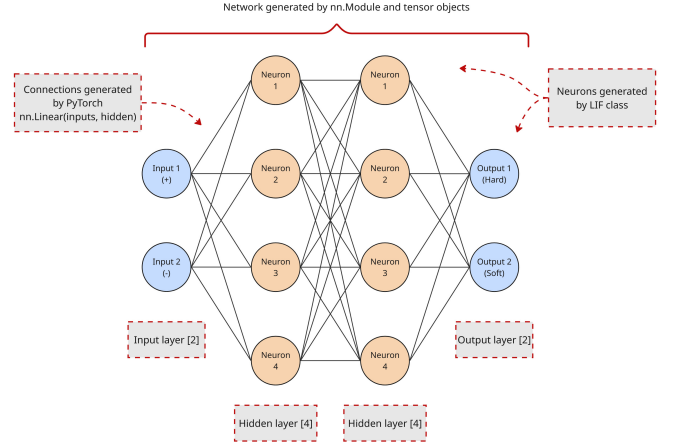 Network generated by nn.Module and tensor objects
Connections generated
by PyTorch
nn.Linear(inputs, hidden)
Neurons generated
by LIF class
Neuron
1
Neuron
1
Input 1
(+)
Neuron
2
Neuron
2
Output 1
(Hard)
Input 2
(-)
Neuron
3
Neuron
3
Output 2
(Soft)
Input layer [2]
Output layer [2]
Neuron
4
Neuron
4
Hidden layer [4]
Hidden layer [4]